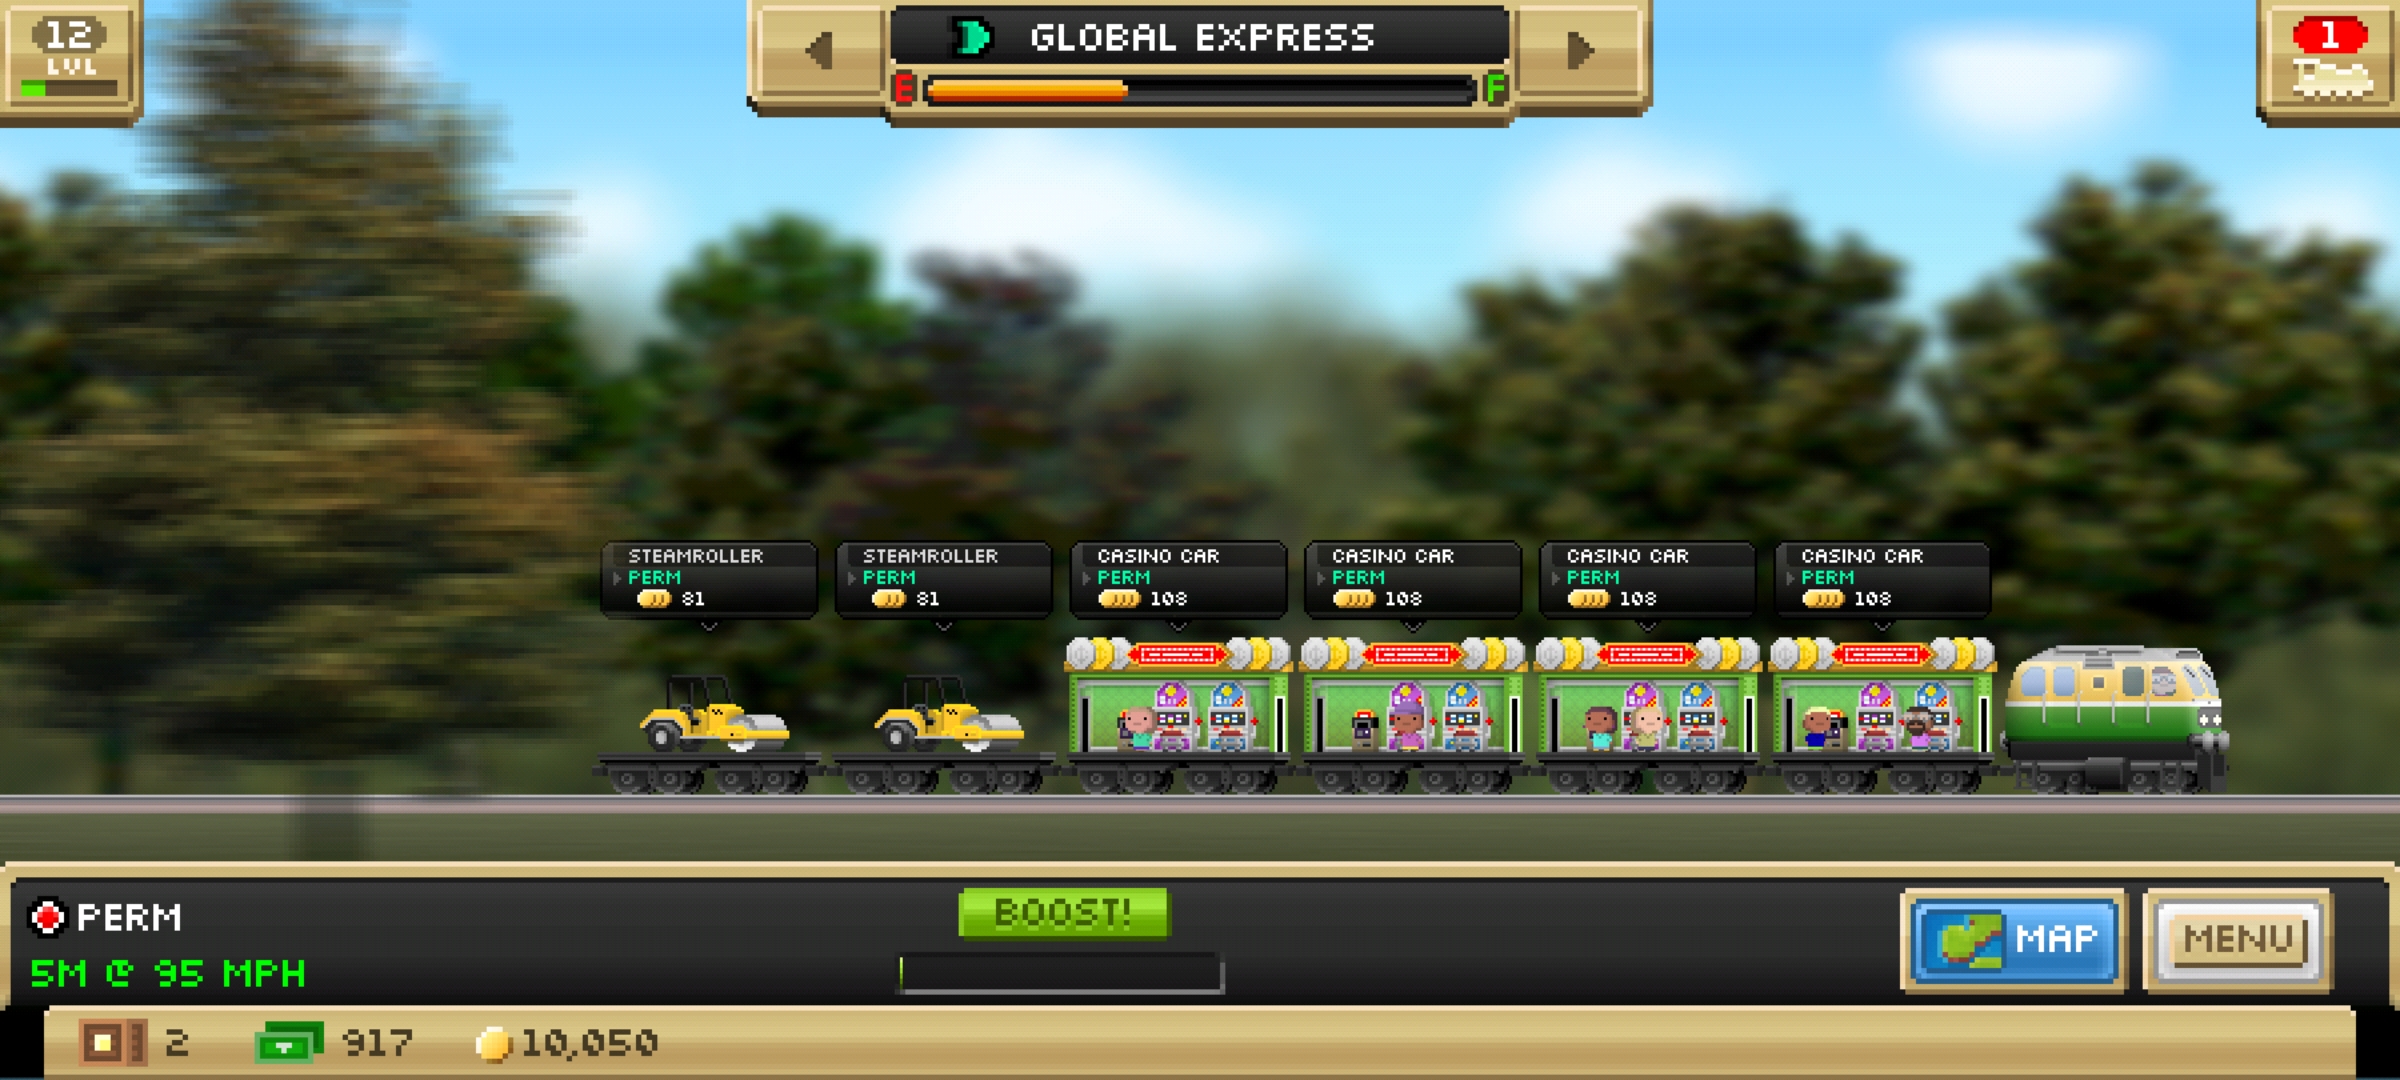 12
LVL
GLOBAL EXPRESS
E F
1
STEAMROLLER
PERM
81
STEAMROLLER
PERM
81
CASINO CAR
PERM
108
CASINO CAR
PERM
108
CASINO CAR
PERM
108
CASINO CAR
PERM
108
PERM
5M @ 95 MPH
BOOST!
MAP
MENU
2 917 10,050